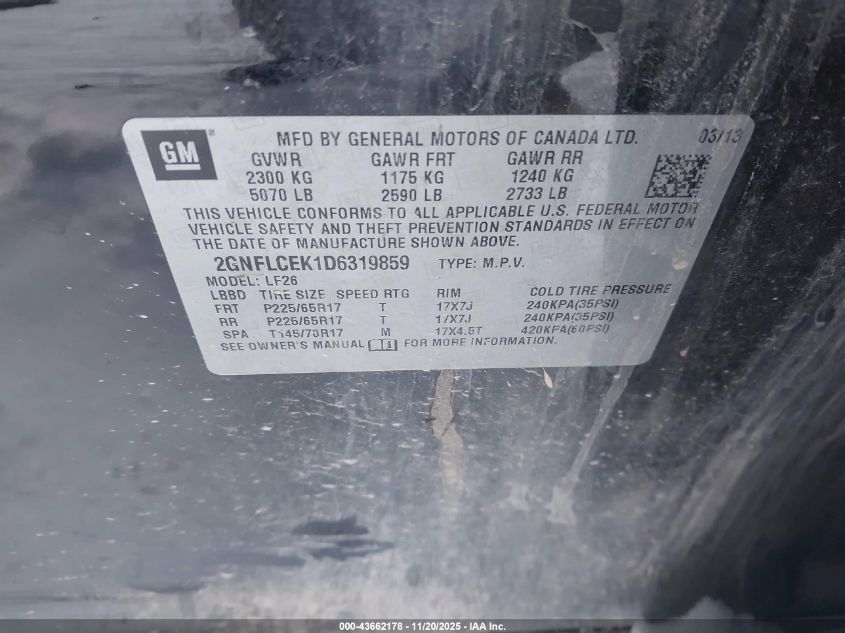 GM ®
MFD BY GENERAL MOTORS OF CANADA LTD. 03/13
GVWR GAWR FRT GAWR RR
2300 KG 1175 KG 1240 KG
5070 LB 2590 LB 2733 LB
THIS VEHICLE CONFORMS TO ALL APPLICABLE U.S. FEDERAL MOTOR
VEHICLE SAFETY AND THEFT PREVENTION STANDARDS IN EFFECT ON
THE DATE OF MANUFACTURE SHOWN ABOVE.
2GNFLCEK1D6319859 TYPE: M.P.V.
MODEL: LF26
LBBD TIRE SIZE SPEED RTG RIM COLD TIRE PRESSURE
FRT P225/65R17 T 17X7J 240KPA(35PSI)
RR P225/65R17 T 17X7J 240KPA(35PSI)
SPA T145/70R17 M 17X4.5T 420KPA(60PSI)
SEE OWNER'S MANUAL FOR MORE INFORMATION.
000-43662178 - 11/20/2025 - IAA Inc.